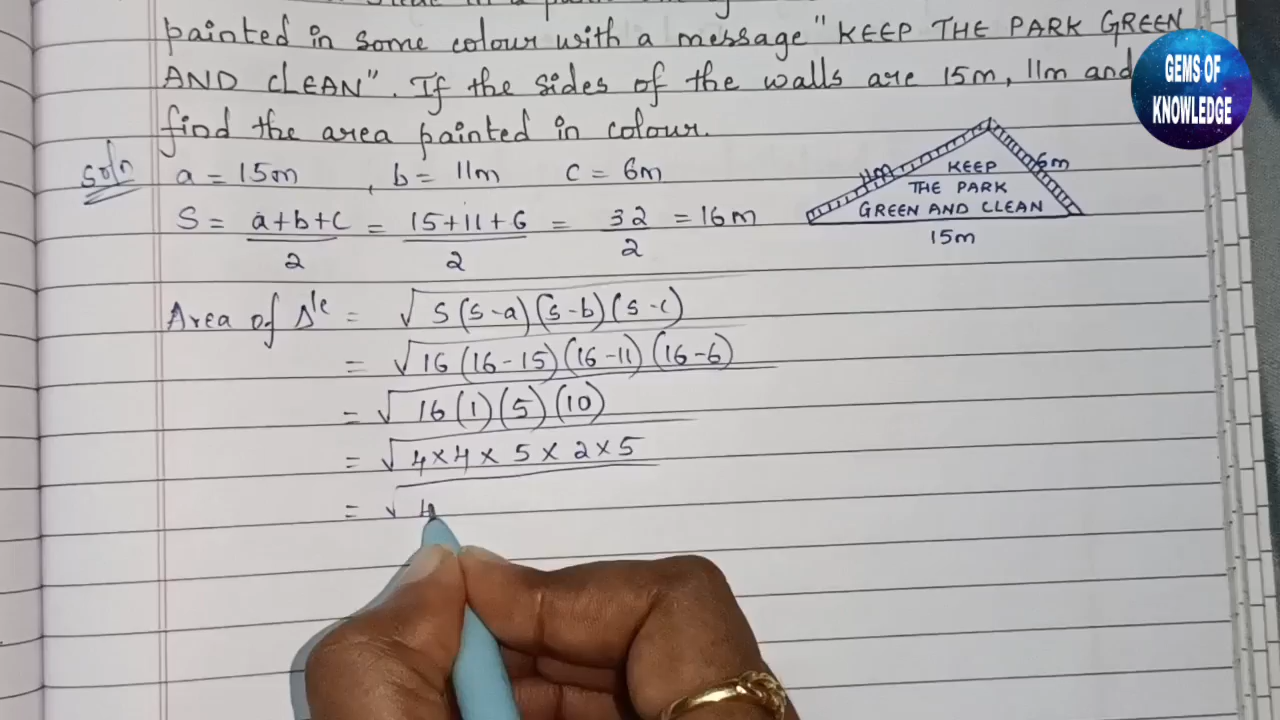 painted in some colour with a message "KEEP THE PARK GREEN
AND CLEAN". If the sides of the walls are 15m, 11m and
find the area painted in colour.
GEMS OF
KNOWLEDGE
Soln
a = 15m , b = 11m c = 6m
S = a+b+c/2 = 15+11+6/2 = 32/2 = 16m
11m
6m
KEEP
THE PARK
GREEN AND CLEAN
15m
Area of Δle = √S(S-a)(S-b)(S-c)
= √16(16-15)(16-11)(16-6)
= √16(1)(5)(10)
= √4×4×5×2×5
= √4